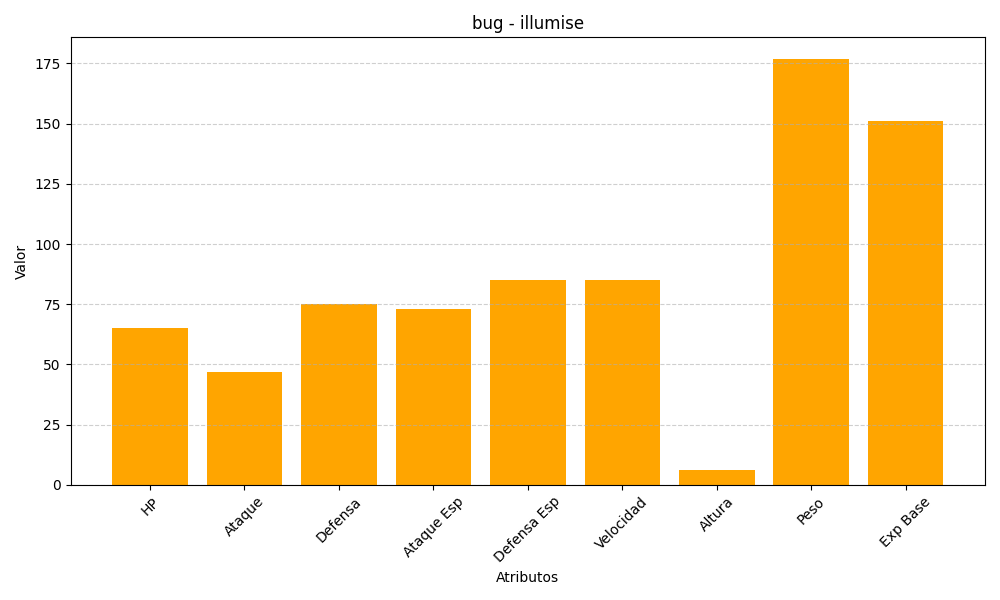 bug - illumise
Valor
175
150
125
100
75
50
25
0
HP
Ataque
Defensa
Ataque Esp
Defensa Esp
Velocidad
Altura
Peso
Exp Base
Atributos